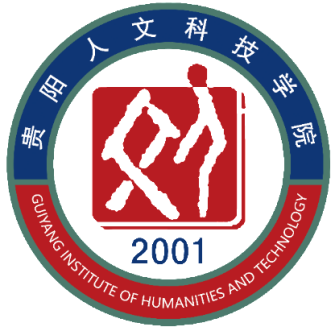 贵阳人文科技学院
2001
GUIYANG INSTITUTE OF HUMANITIES AND TECHNOLOGY